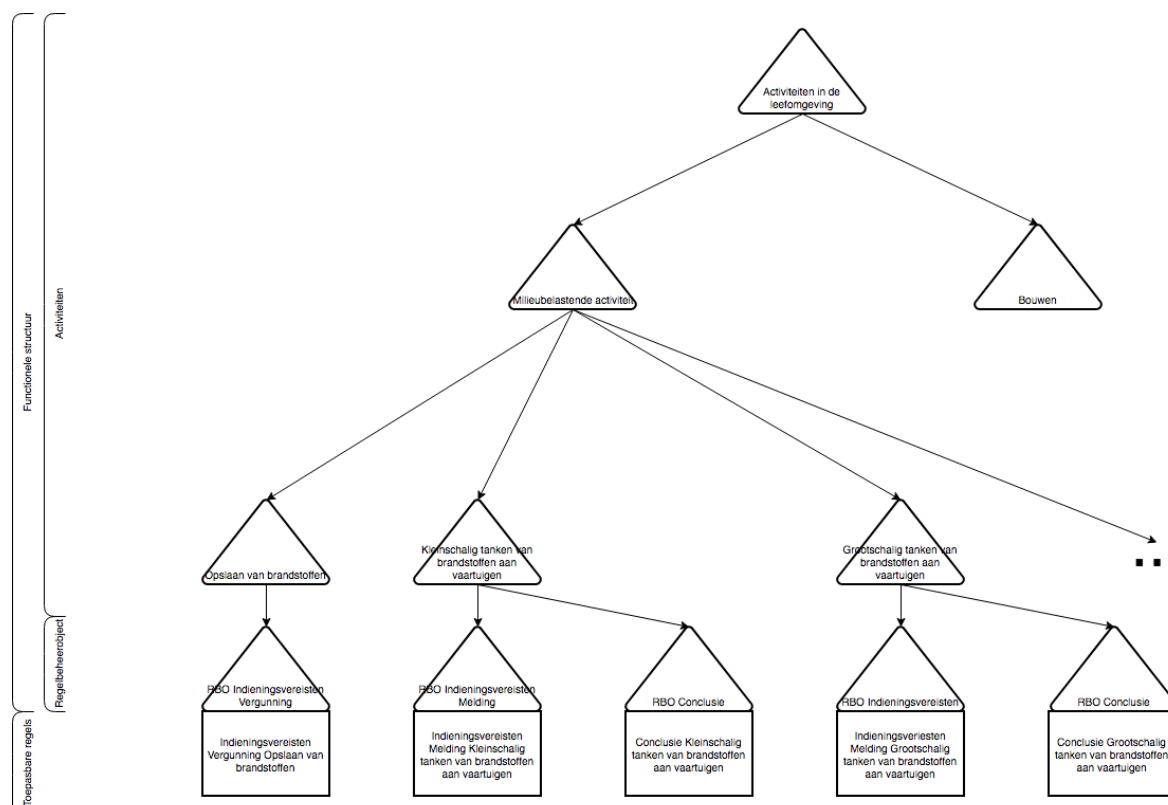 Functionele structuur
Activiteiten
Regelbeheerobject
Toepasbare regels
Activiteiten in de
leefomgeving
Milieubelastende activiteit
Bouwen
Opslaan van brandstoffen
Kleinschalig tanken van
brandstoffen aan
vaartuigen
Grootschalig tanken van
brandstoffen aan
vaartuigen
..
RBO Indieningsvereisten
Vergunning
RBO Indieningsvereisten
Melding
RBO Conclusie
RBO Indieningsvereisten
RBO Conclusie
Indieningsvereisten
Vergunning Opslaan van
brandstoffen
Indieningsvereisten
Melding Kleinschalig
tanken van brandstoffen
aan vaartuigen
Conclusie Kleinschalig
tanken van brandstoffen
aan vaartuigen
Indieningsveriesten
Melding Grootschalig
tanken van brandstoffen
aan vaartuigen
Conclusie Grootschalig
tanken van brandstoffen
aan vaartuigen